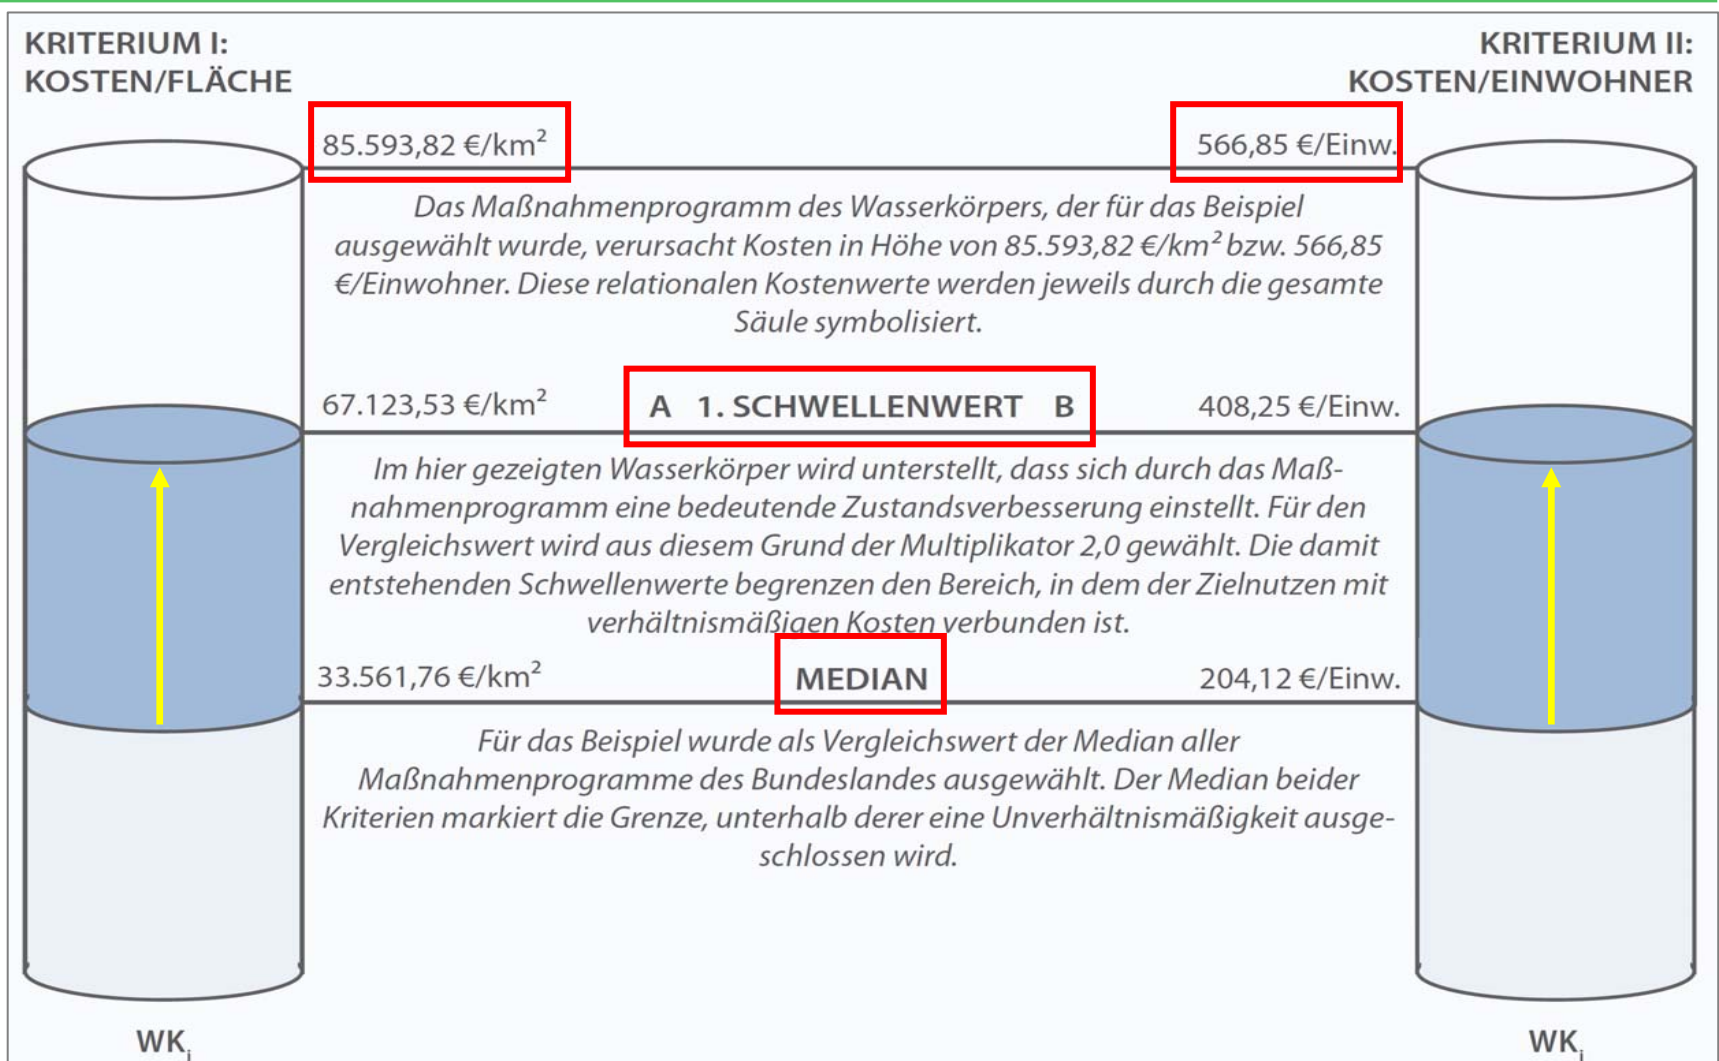 KRITERIUM I:
KOSTEN/FLÄCHE
KRITERIUM II:
KOSTEN/EINWOHNER
85.593,82 €/km²
566,85 €/Einw.
Das Maßnahmenprogramm des Wasserkörpers, der für das Beispiel
ausgewählt wurde, verursacht Kosten in Höhe von 85.593,82 €/km² bzw. 566,85
€/Einwohner. Diese relationalen Kostenwerte werden jeweils durch die gesamte
Säule symbolisiert.
67.123,53 €/km²
A 1. SCHWELLENWERT B
408,25 €/Einw.
Im hier gezeigten Wasserkörper wird unterstellt, dass sich durch das Maß-
nahmenprogramm eine bedeutende Zustandsverbesserung einstellt. Für den
Vergleichswert wird aus diesem Grund der Multiplikator 2,0 gewählt. Die damit
entstehenden Schwellenwerte begrenzen den Bereich, in dem der Zielnutzen mit
verhältnismäßigen Kosten verbunden ist.
33.561,76 €/km²
MEDIAN
204,12 €/Einw.
Für das Beispiel wurde als Vergleichswert der Median aller
Maßnahmenprogramme des Bundeslandes ausgewählt. Der Median beider
Kriterien markiert die Grenze, unterhalb derer eine Unverhältnismäßigkeit ausge-
schlossen wird.
WKi
WKi